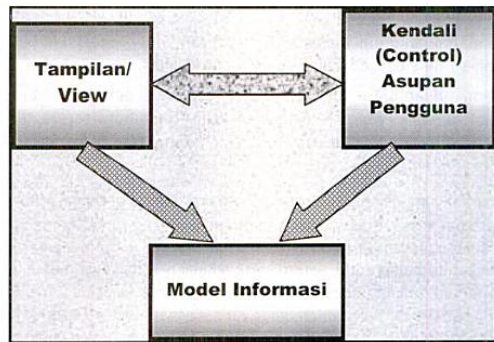 Tampilan/
View
Kendali
(Control)
Asupan
Pengguna
Model Informasi